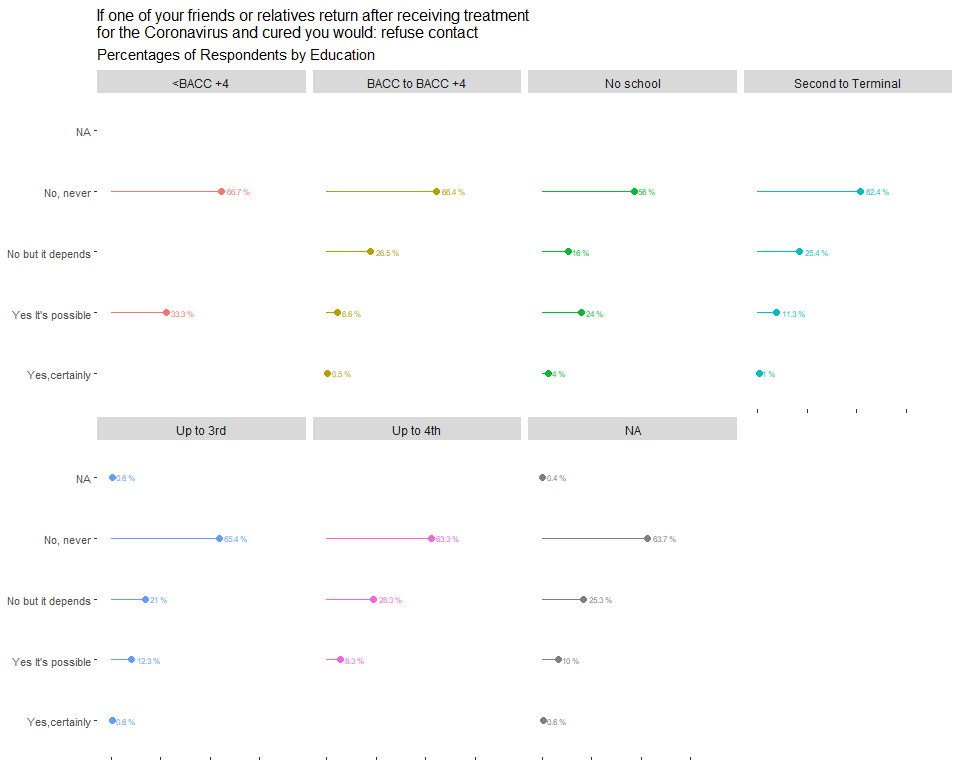 If one of your friends or relatives return after receiving treatment
for the Coronavirus and cured you would: refuse contact
Percentages of Respondents by Education
<BACC +4
BACC to BACC +4
No school
Second to Terminal
NA
No, never
66.7 %
66.4 %
56 %
62.4 %
No but it depends
26.5 %
16 %
25.4 %
Yes It's possible
33.3 %
6.6 %
24 %
11.3 %
Yes,certainly
0.5 %
4 %
1 %
Up to 3rd
Up to 4th
NA
NA
0.6 %
0.4 %
No, never
65.4 %
63.3 %
63.7 %
No but it depends
21 %
28.3 %
25.3 %
Yes It's possible
12.3 %
8.3 %
10 %
Yes,certainly
0.6 %
0.6 %